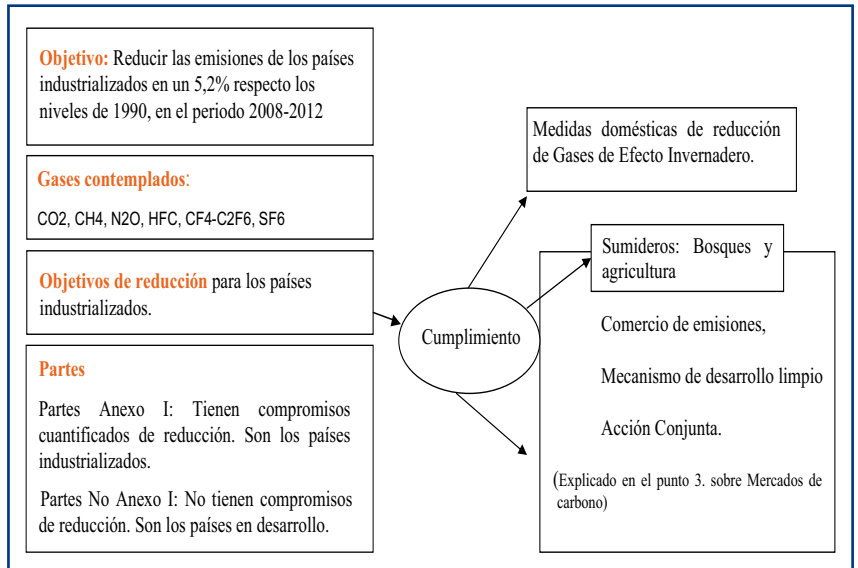 Objetivo: Reducir las emisiones de los países
industrializados en un 5,2% respecto los
niveles de 1990, en el periodo 2008-2012
Gases contemplados:
CO2, CH4, N2O, HFC, CF4-C2F6, SF6
Objetivos de reducción para los países
industrializados.
Partes
Partes Anexo I: Tienen compromisos
cuantificados de reducción. Son los países
industrializados.
Partes No Anexo I: No tienen compromisos
de reducción. Son los países en desarrollo.
Cumplimiento
Medidas domésticas de reducción
de Gases de Efecto Invernadero.
Sumideros: Bosques y
agricultura
Comercio de emisiones,
Mecanismo de desarrollo limpio
Acción Conjunta.
(Explicado en el punto 3. sobre Mercados de
carbono)